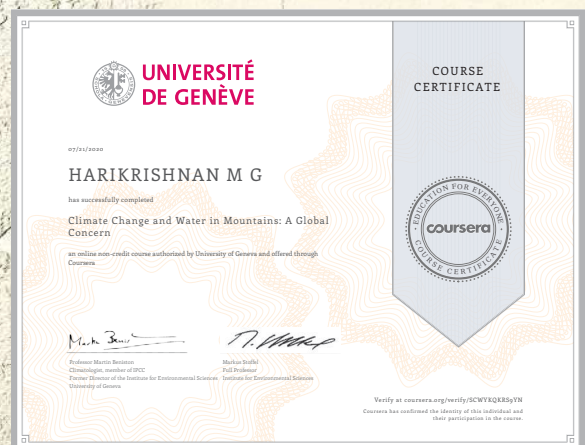 UNIVERSITÉ
DE GENÈVE
COURSE
CERTIFICATE
07/21/2020
HARIKRISHNAN M G
has successfully completed
Climate Change and Water in Mountains: A Global
Concern
an online non-credit course authorized by University of Geneva and offered through
Coursera
EDUCATION FOR EVERYONE
coursera
COURSE CERTIFICATE
Professor Martin Beniston
Climatologist, member of IPCC
Former Director of the Institute for Environmental Sciences
University of Geneva
Markus Stoffel
Full Professor
Institute for Environmental Sciences
Verify at coursera.org/verify/SCWYKQKRS9YN
Coursera has confirmed the identity of this individual and
their participation in the course.